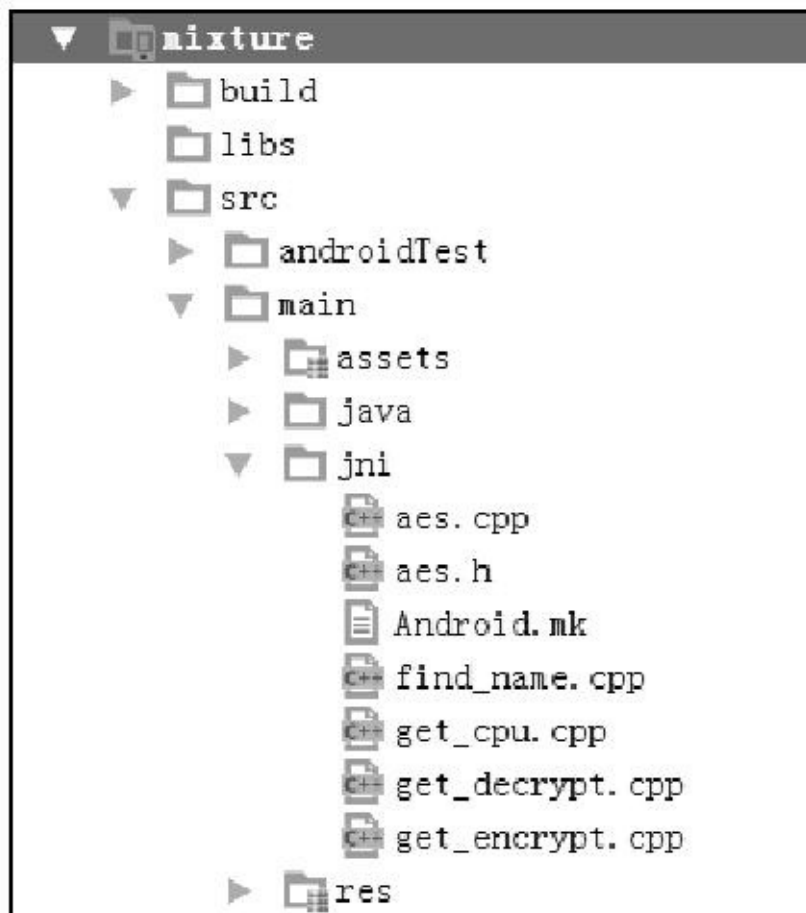 mixture
build
libs
src
androidTest
main
assets
java
jni
C++ aes.cpp
C++ aes.h
Android.mk
C++ find_name.cpp
C++ get_cpu.cpp
C++ get_decrypt.cpp
C++ get_encrypt.cpp
res